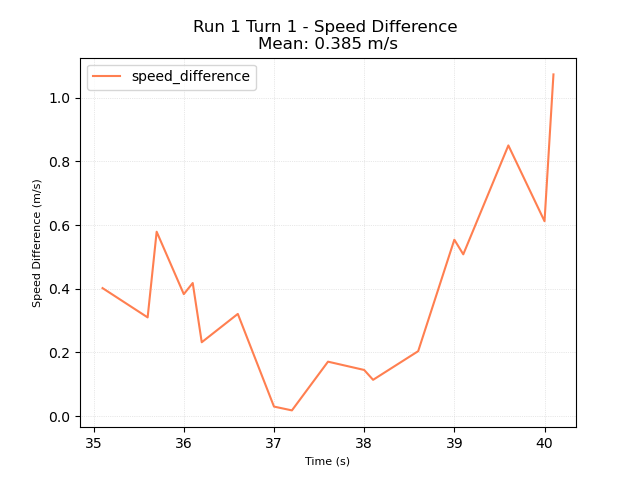 Run 1 Turn 1 - Speed Difference
Mean: 0.385 m/s
speed_difference
1.0
0.8
0.6
0.4
0.2
0.0
Speed Difference (m/s)
35 36 37 38 39 40
Time (s)